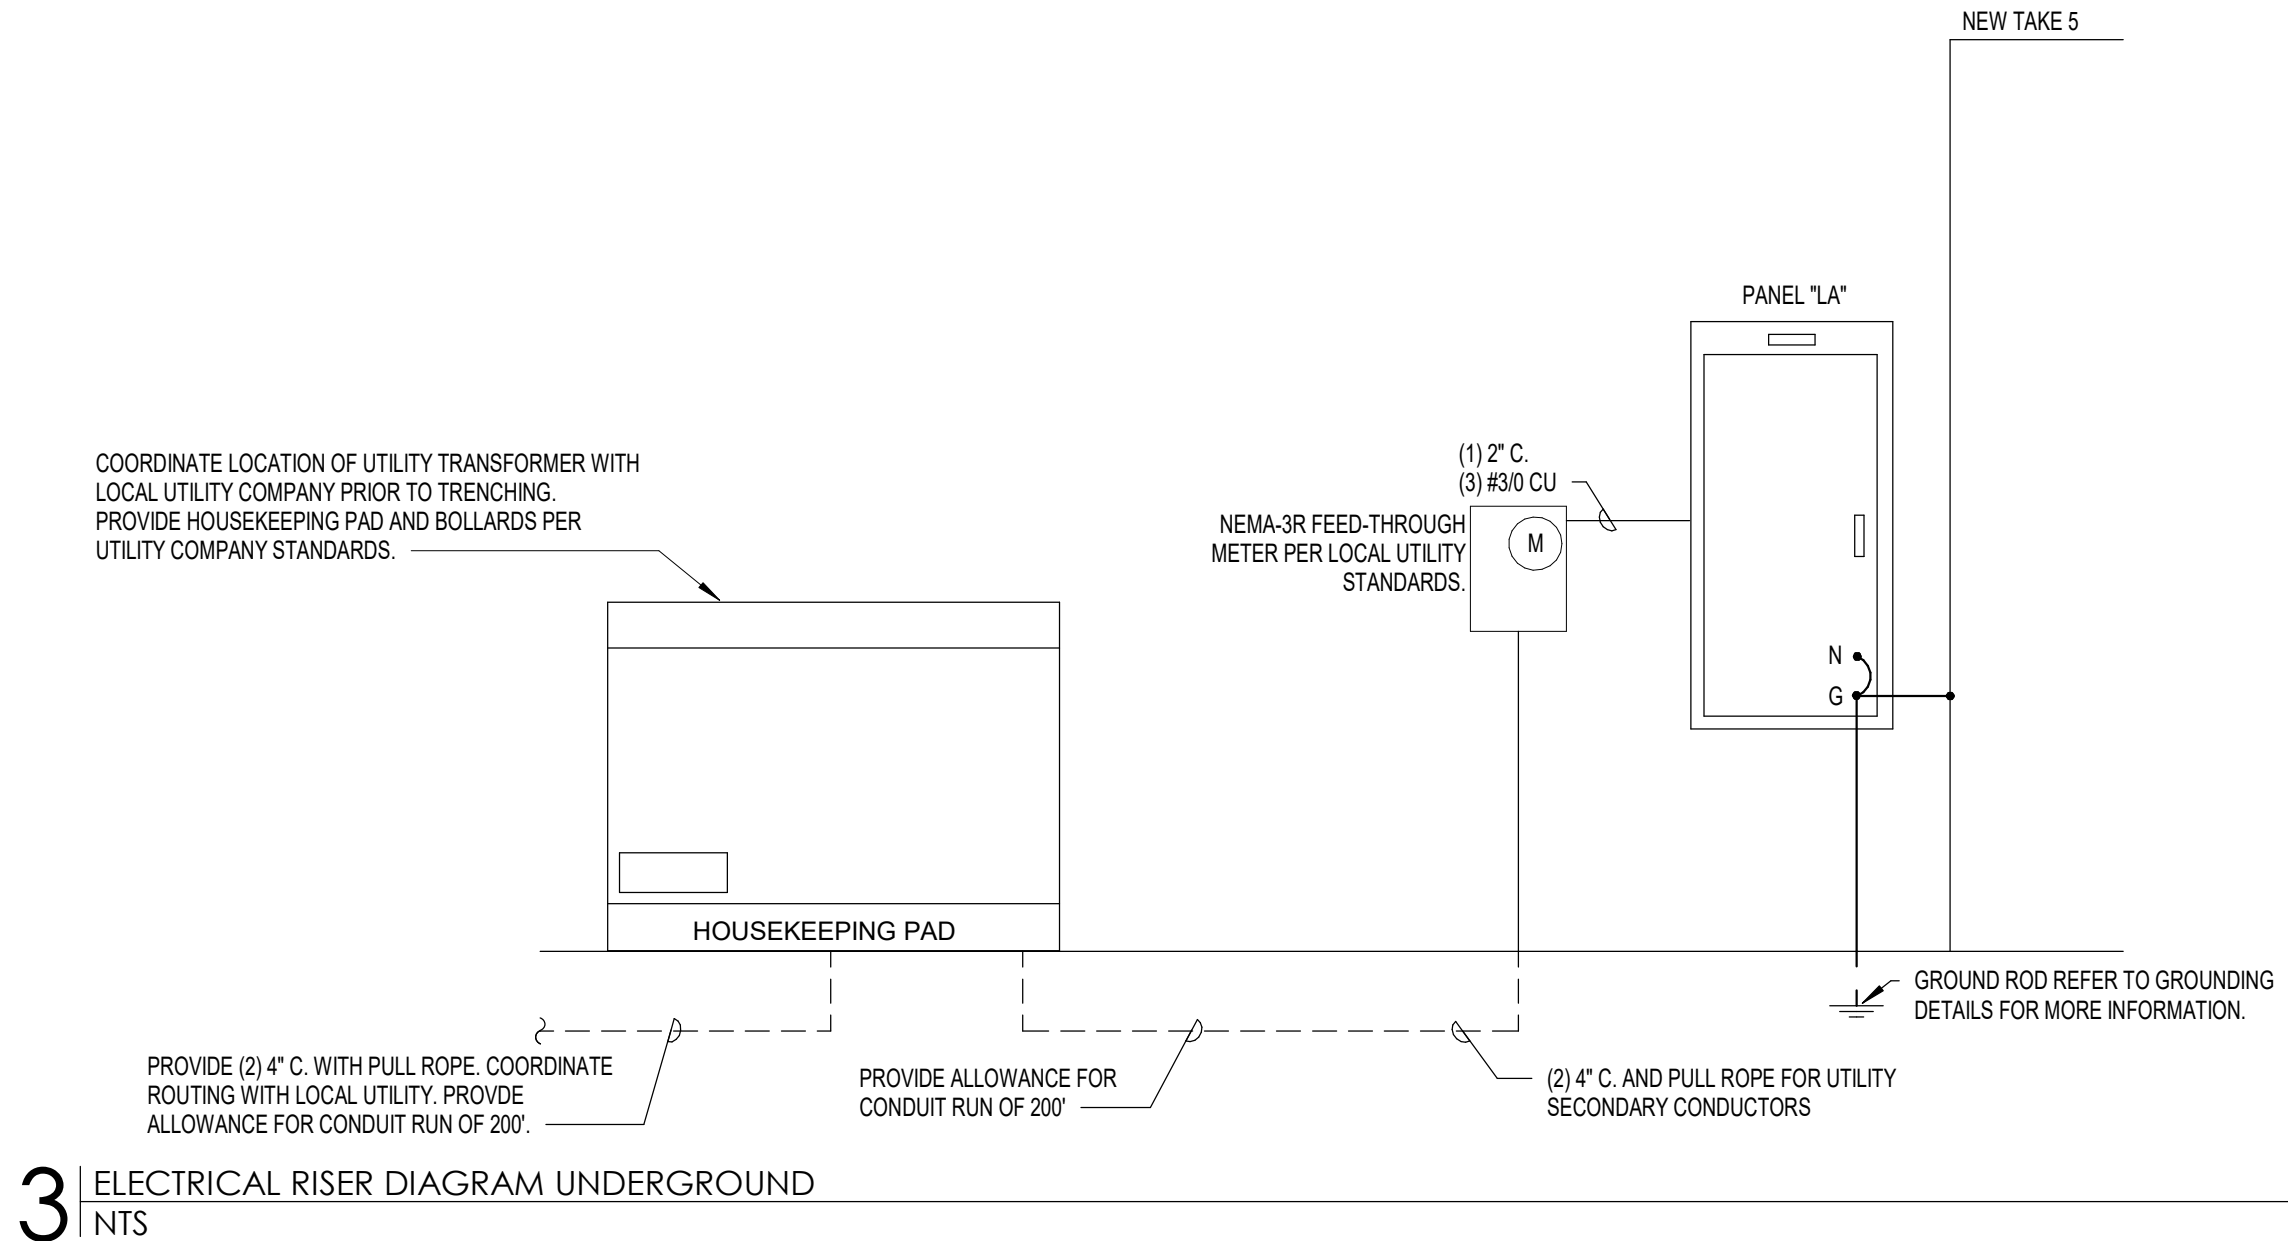 NEW TAKE 5
PANEL "LA"
COORDINATE LOCATION OF UTILITY TRANSFORMER WITH
LOCAL UTILITY COMPANY PRIOR TO TRENCHING.
PROVIDE HOUSEKEEPING PAD AND BOLLARDS PER
UTILITY COMPANY STANDARDS.
(1) 2" C.
(3) #3/0 CU
NEMA-3R FEED-THROUGH
METER PER LOCAL UTILITY
STANDARDS.
M
N
G
HOUSEKEEPING PAD
GROUND ROD REFER TO GROUNDING
DETAILS FOR MORE INFORMATION.
PROVIDE (2) 4" C. WITH PULL ROPE. COORDINATE
ROUTING WITH LOCAL UTILITY. PROVDE
ALLOWANCE FOR CONDUIT RUN OF 200'.
PROVIDE ALLOWANCE FOR
CONDUIT RUN OF 200'
(2) 4" C. AND PULL ROPE FOR UTILITY
SECONDARY CONDUCTORS
3
ELECTRICAL RISER DIAGRAM UNDERGROUND
NTS